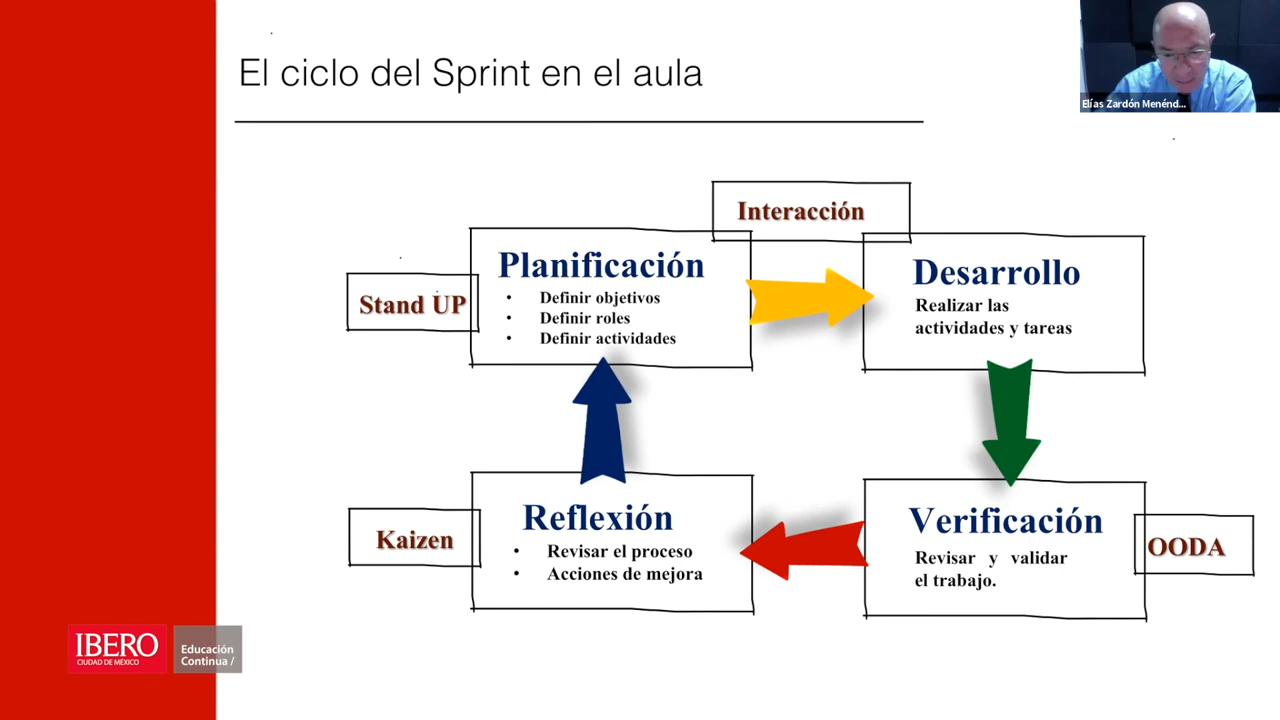 El ciclo del Sprint en el aula
Elías Zardón Menénd...
Interacción
Planificación
• Definir objetivos
• Definir roles
• Definir actividades
Stand UP
Desarrollo
Realizar las
actividades y tareas
Reflexión
• Revisar el proceso
• Acciones de mejora
Kaizen
Verificación
Revisar y validar
el trabajo.
OODA
IBERO
CIUDAD DE MÉXICO
Educación
Continua /